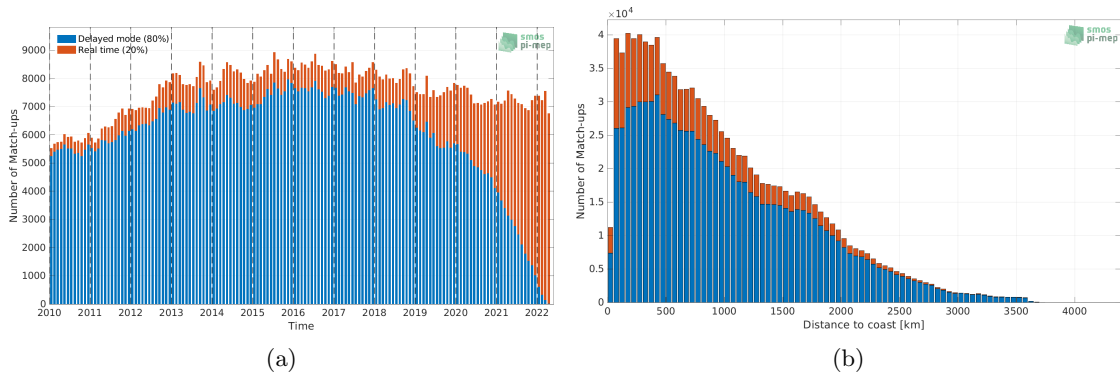 Delayed mode (80%)
Real time (20%)
smos
pi-mep
Number of Match-ups
9000
8000
7000
6000
5000
4000
3000
2000
1000
0
2010 2011 2012 2013 2014 2015 2016 2017 2018 2019 2020 2021 2022
Time
(a)
×10⁴
smos
pi-mep
Number of Match-ups
4
3.5
3
2.5
2
1.5
1
0.5
0
0 500 1000 1500 2000 2500 3000 3500 4000
Distance to coast [km]
(b)